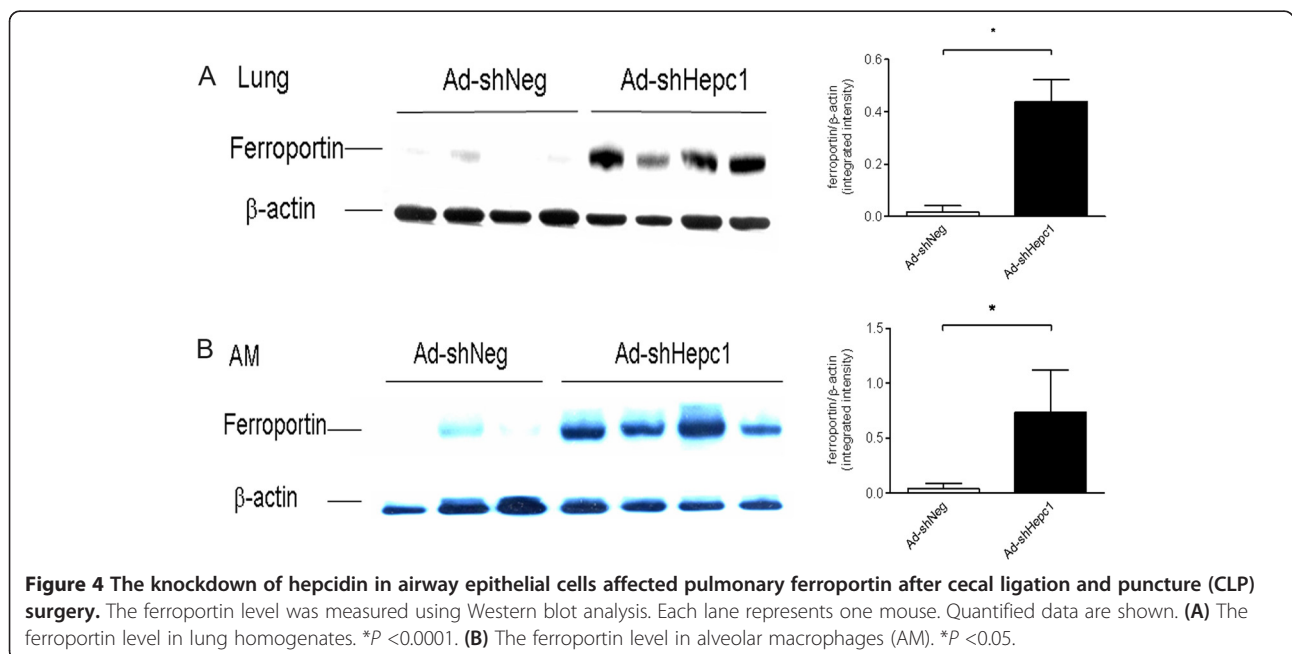 A Lung
Ad-shNeg Ad-shHepc1
Ferroportin
β-actin
*
0.6
0.4
0.2
0.0
ferroportin/β-actin
(integrated intensity)
Ad-shNeg
Ad-shHepc1
B AM
Ad-shNeg Ad-shHepc1
Ferroportin
β-actin
*
1.5
1.0
0.5
0.0
ferroportin/β-actin
(integrated intensity)
Ad-shNeg
Ad-shHepc1
Figure 4 The knockdown of hepcidin in airway epithelial cells affected pulmonary ferroportin after cecal ligation and puncture (CLP)
surgery. The ferroportin level was measured using Western blot analysis. Each lane represents one mouse. Quantified data are shown. (A) The
ferroportin level in lung homogenates. *P <0.0001. (B) The ferroportin level in alveolar macrophages (AM). *P <0.05.